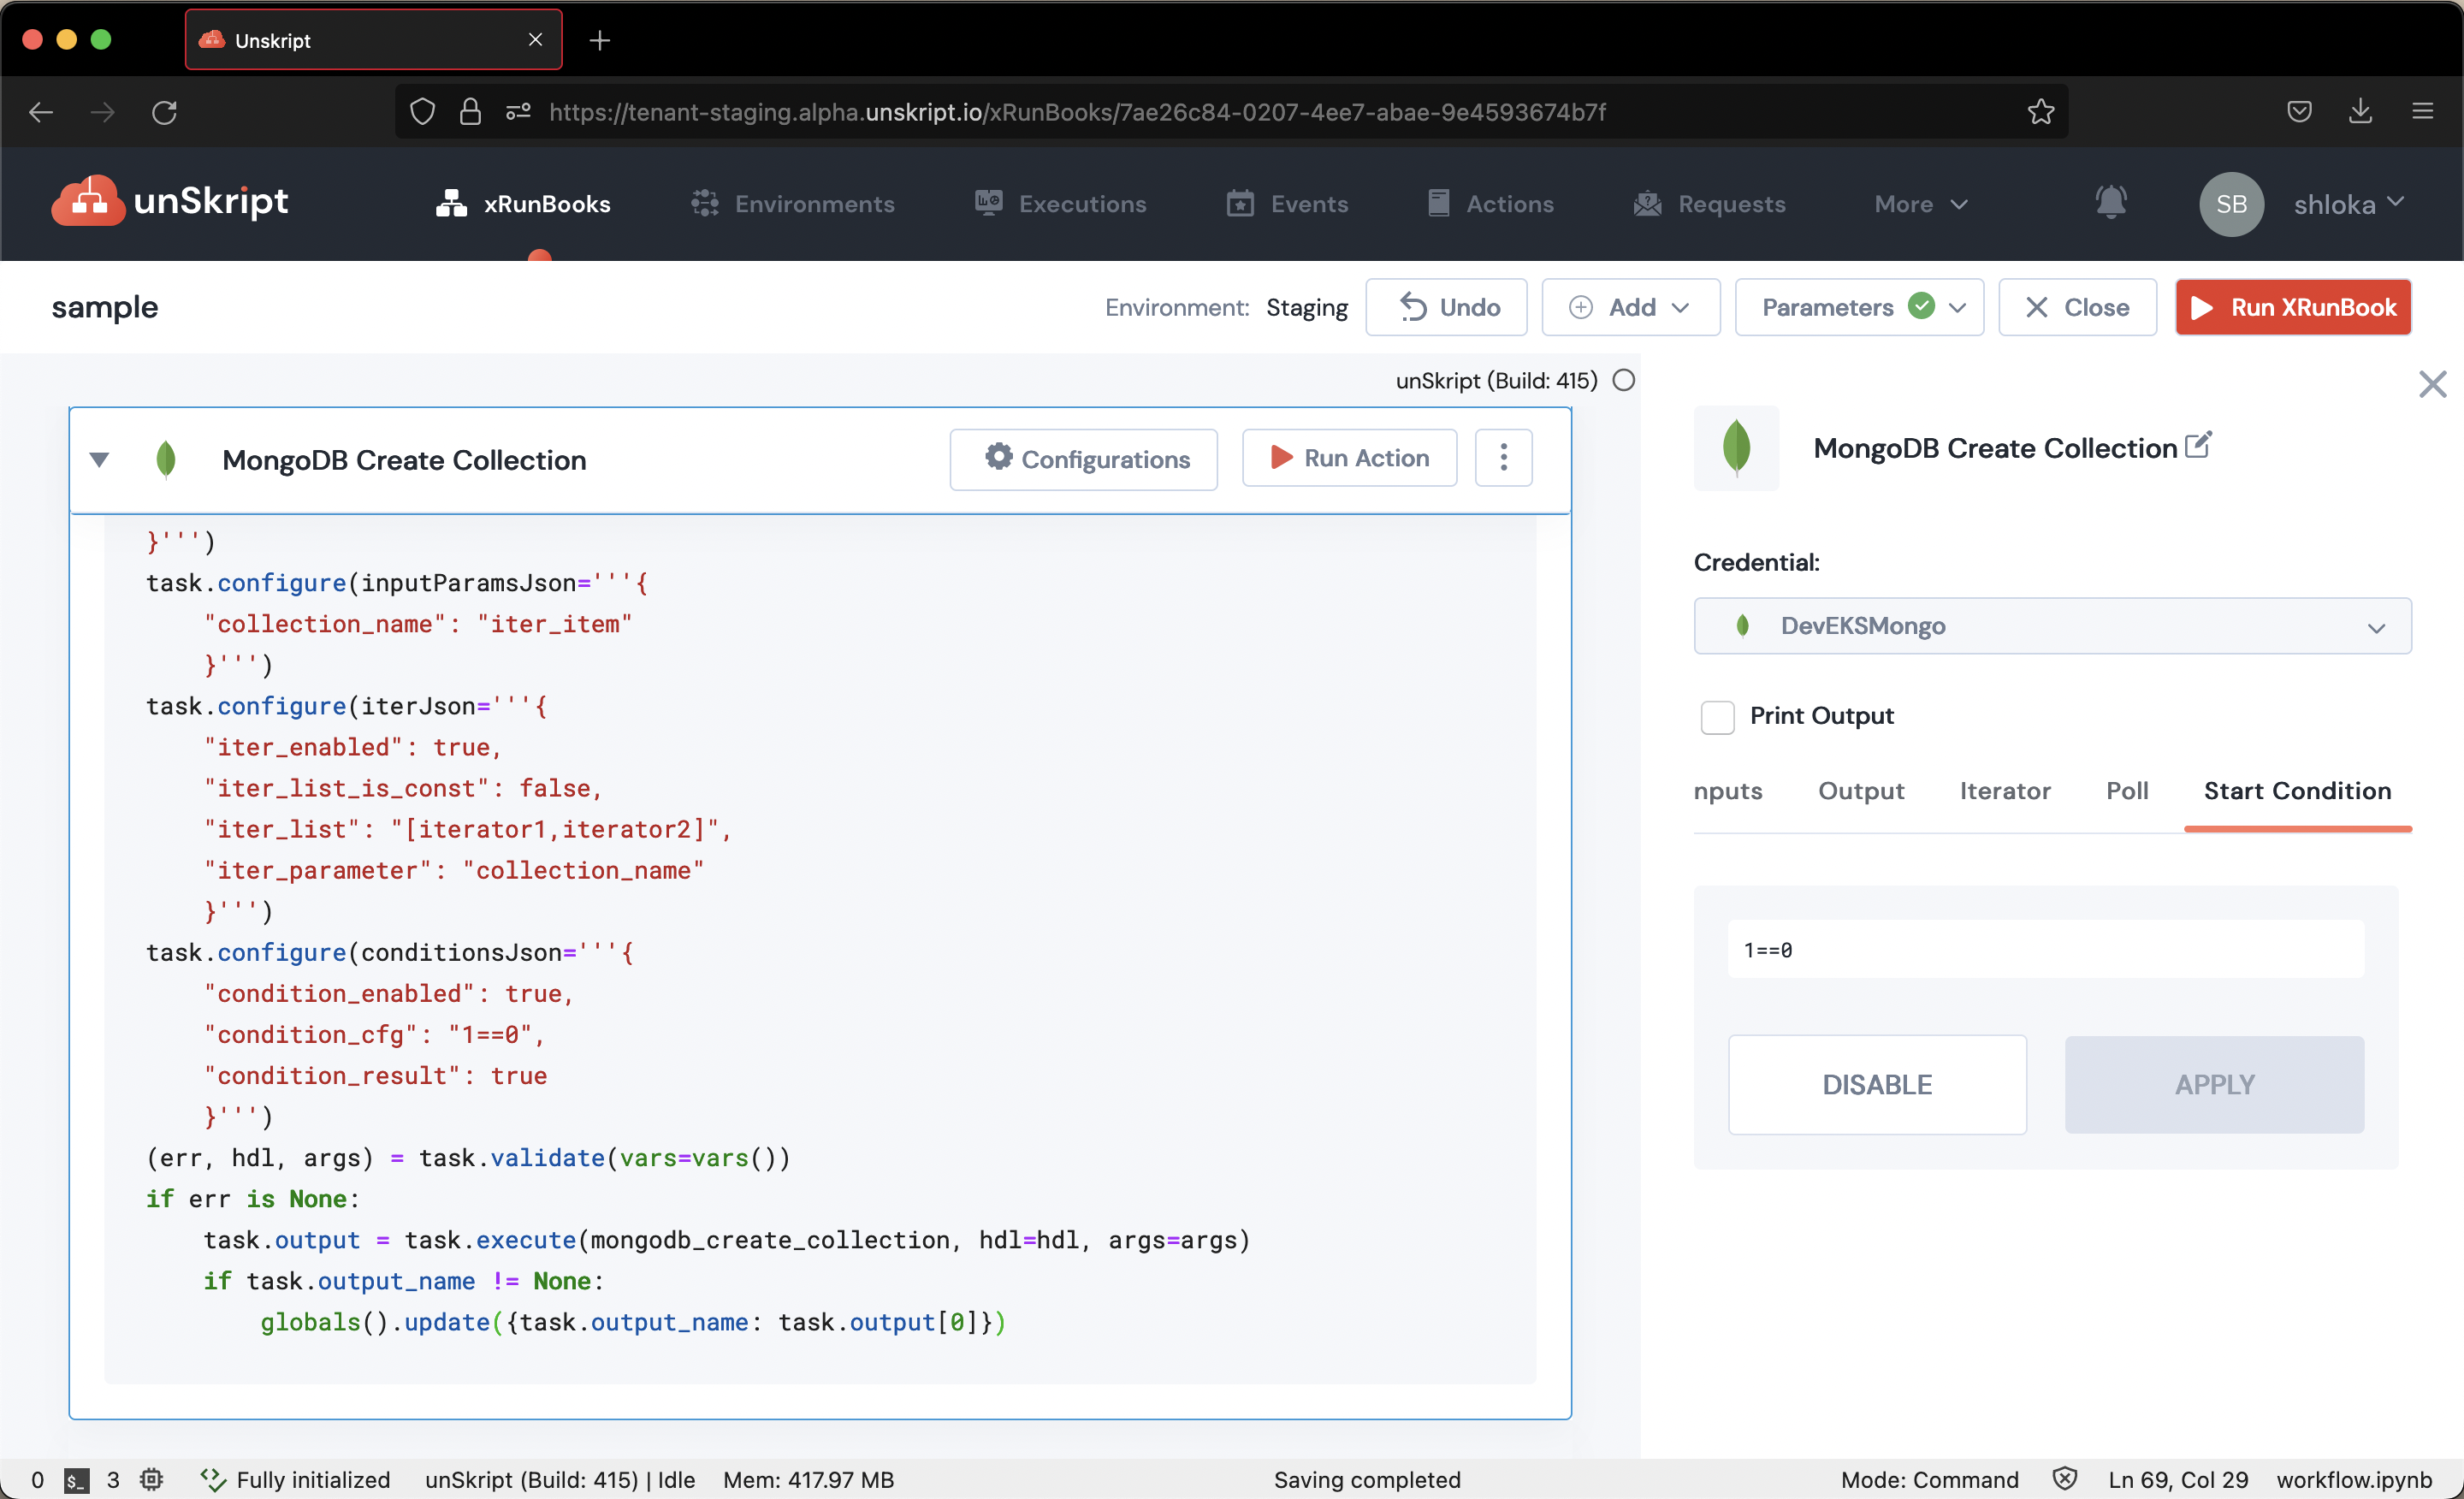 Unskript
https://tenant-staging.alpha.unskript.io/xRunBooks/7ae26c84-0207-4ee7-abae-9e4593674b7f
unSkript xRunBooks Environments Executions Events Actions Requests More SB shloka
sample Environment: Staging Undo Add Parameters Close Run XRunBook
unSkript (Build: 415)
MongoDB Create Collection Configurations Run Action
}''')
task.configure(inputParamsJson='''{
    "collection_name": "iter_item"
    }''')
task.configure(iterJson='''{
    "iter_enabled": true,
    "iter_list_is_const": false,
    "iter_list": "[iterator1,iterator2]",
    "iter_parameter": "collection_name"
    }''')
task.configure(conditionsJson='''{
    "condition_enabled": true,
    "condition_cfg": "1==0",
    "condition_result": true
    }''')
(err, hdl, args) = task.validate(vars=vars())
if err is None:
    task.output = task.execute(mongodb_create_collection, hdl=hdl, args=args)
    if task.output_name != None:
        globals().update({task.output_name: task.output[0]})
MongoDB Create Collection
Credential:
DevEKSMongo
Print Output
nputs Output Iterator Poll Start Condition
1==0
DISABLE APPLY
0 $_ 3 Fully initialized unSkript (Build: 415) | Idle Mem: 417.97 MB Saving completed Mode: Command Ln 69, Col 29 workflow.ipynb